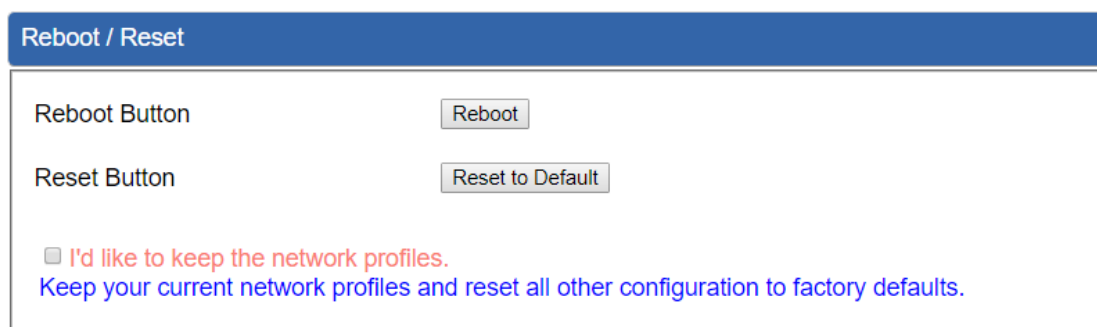 Reboot / Reset
Reboot Button Reboot
Reset Button Reset to Default
I'd like to keep the network profiles.
Keep your current network profiles and reset all other configuration to factory defaults.